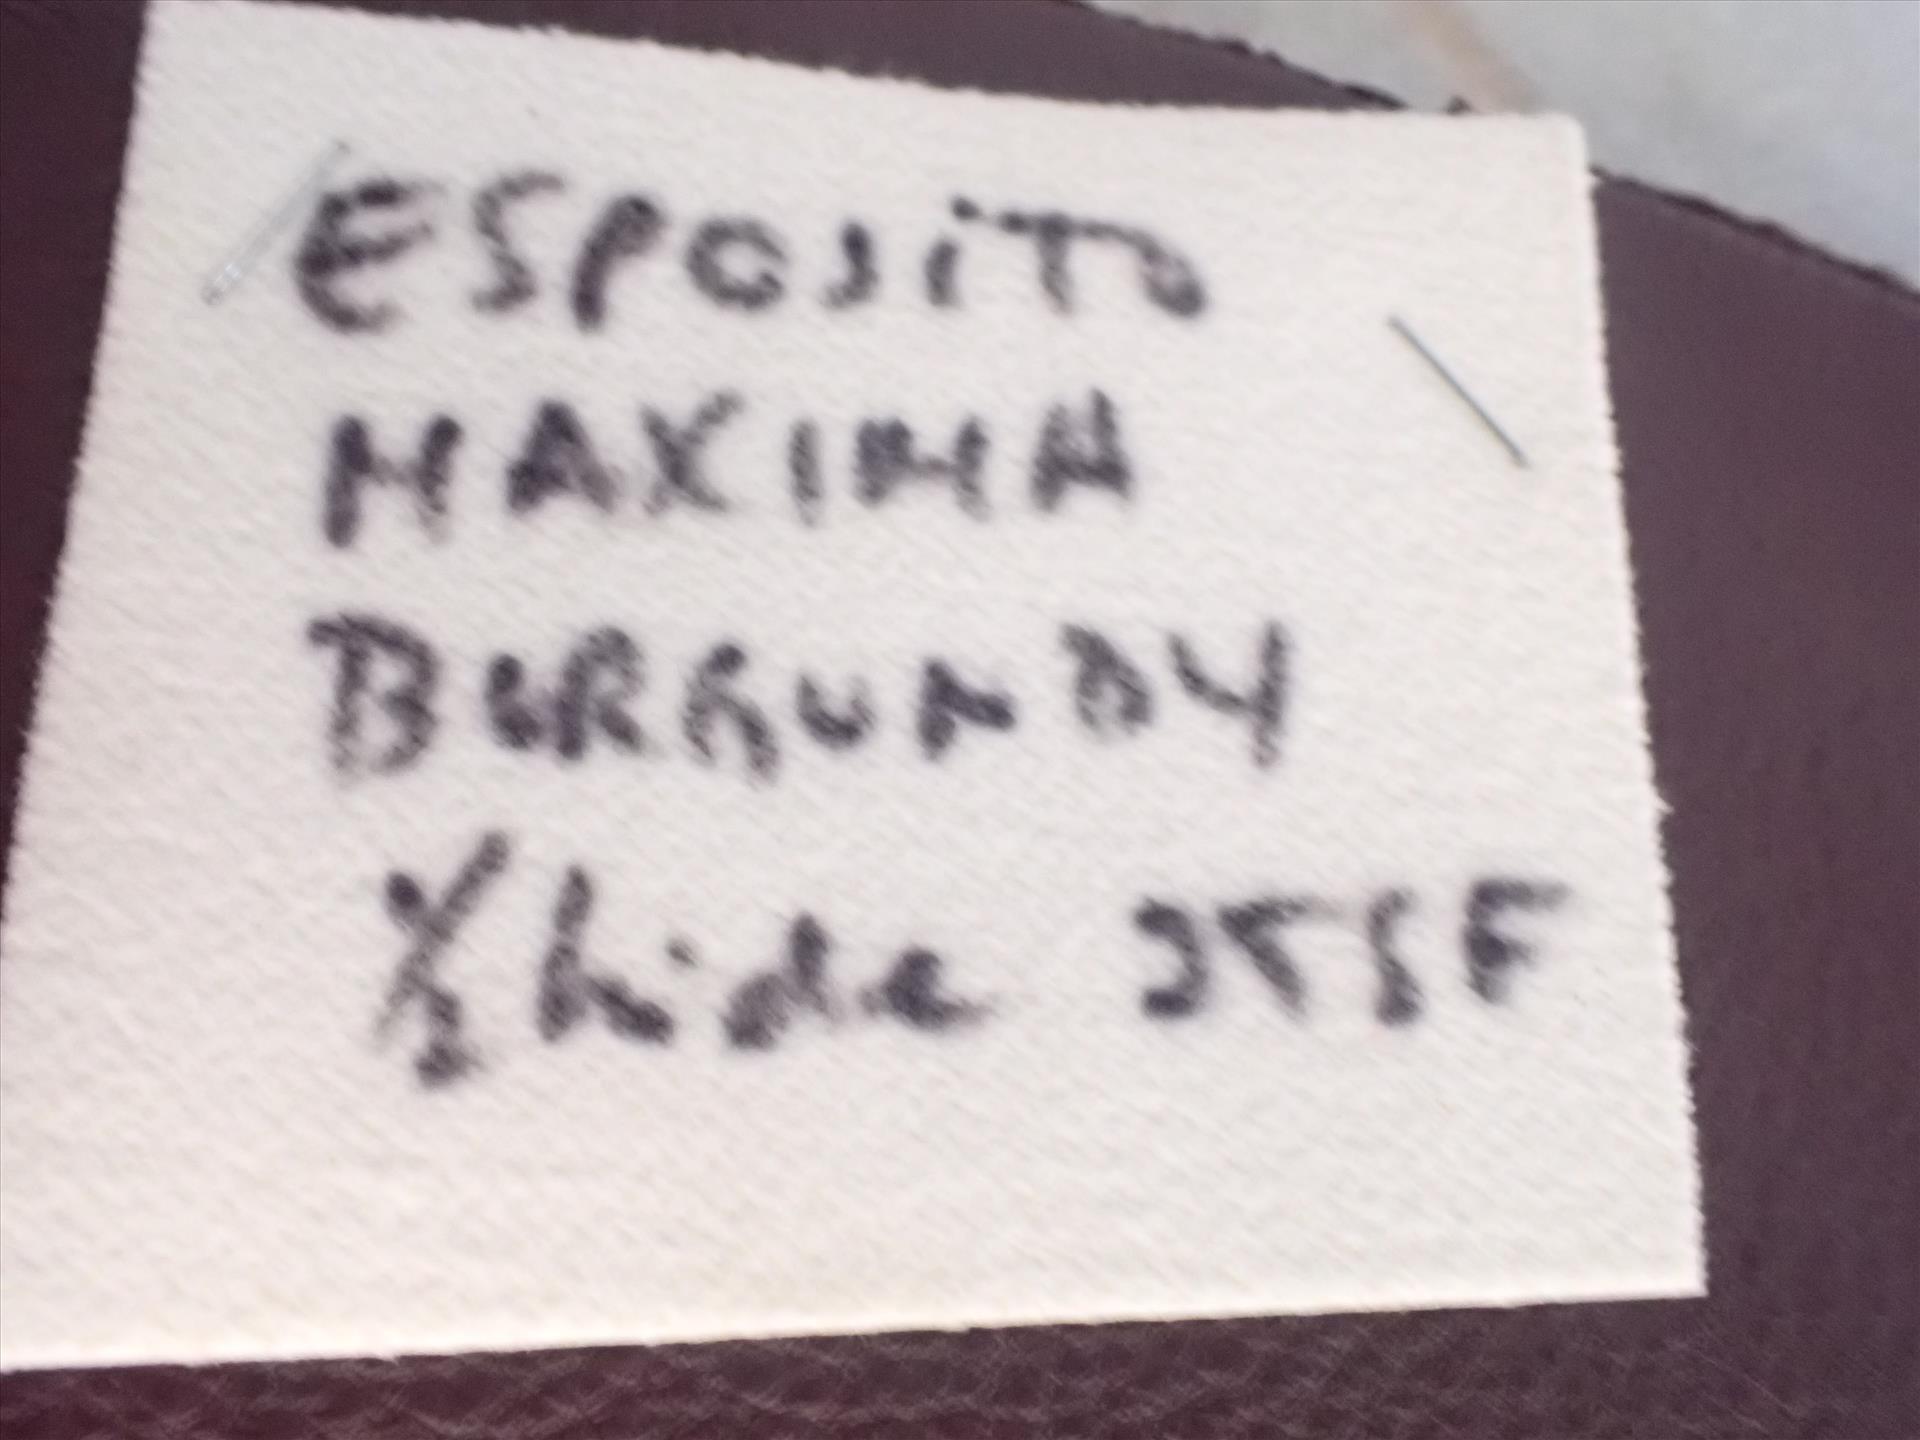 ESPOSITO
MAXIMA
BURGUNDY
½ hide 25SF